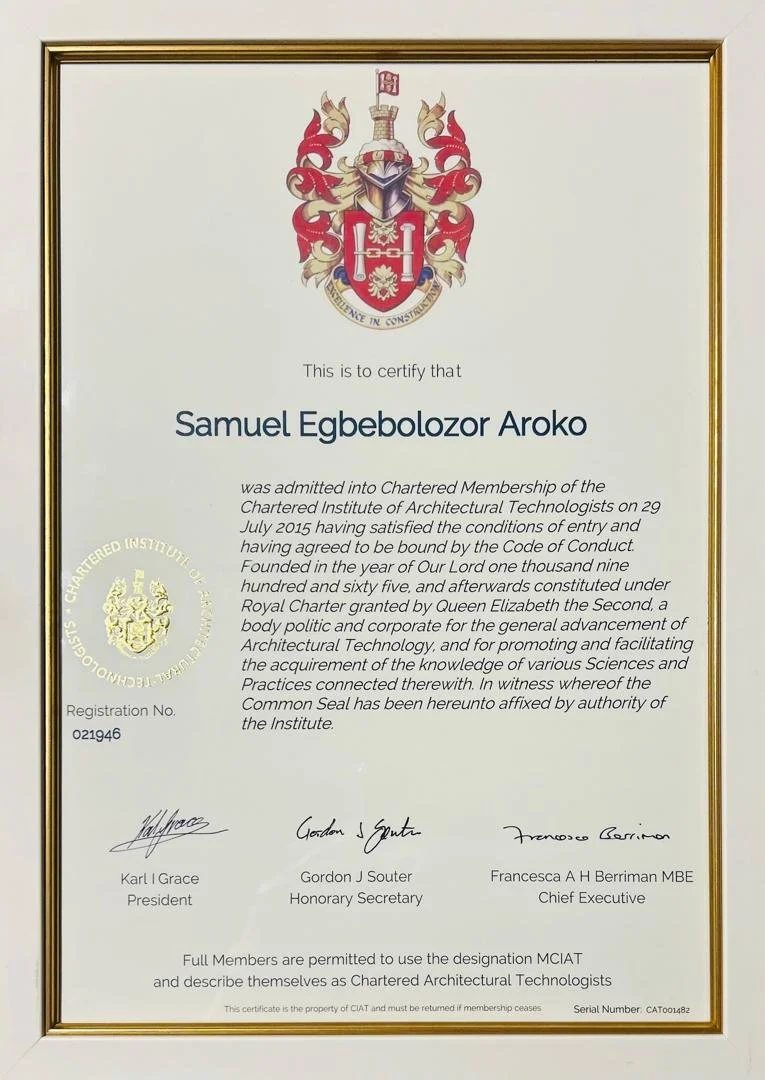 EXCELLENCE IN CONSTRUCTION
This is to certify that
Samuel Egbebolozor Aroko
was admitted into Chartered Membership of the
Chartered Institute of Architectural Technologists on 29
July 2015 having satisfied the conditions of entry and
having agreed to be bound by the Code of Conduct.
Founded in the year of Our Lord one thousand nine
hundred and sixty five, and afterwards constituted under
Royal Charter granted by Queen Elizabeth the Second, a
body politic and corporate for the general advancement of
Architectural Technology, and for promoting and facilitating
the acquirement of the knowledge of various Sciences and
Practices connected therewith. In witness whereof the
Common Seal has been hereunto affixed by authority of
the Institute.
• CHARTERED INSTITUTE OF ARCHITECTURAL TECHNOLOGISTS
Registration No.
021946
Karl Grace
Gordon J Souter
Francesca Berriman
Karl I Grace
President
Gordon J Souter
Honorary Secretary
Francesca A H Berriman MBE
Chief Executive
Full Members are permitted to use the designation MCIAT
and describe themselves as Chartered Architectural Technologists
This certificate is the property of CIAT and must be returned if membership ceases
Serial Number: CAT001482